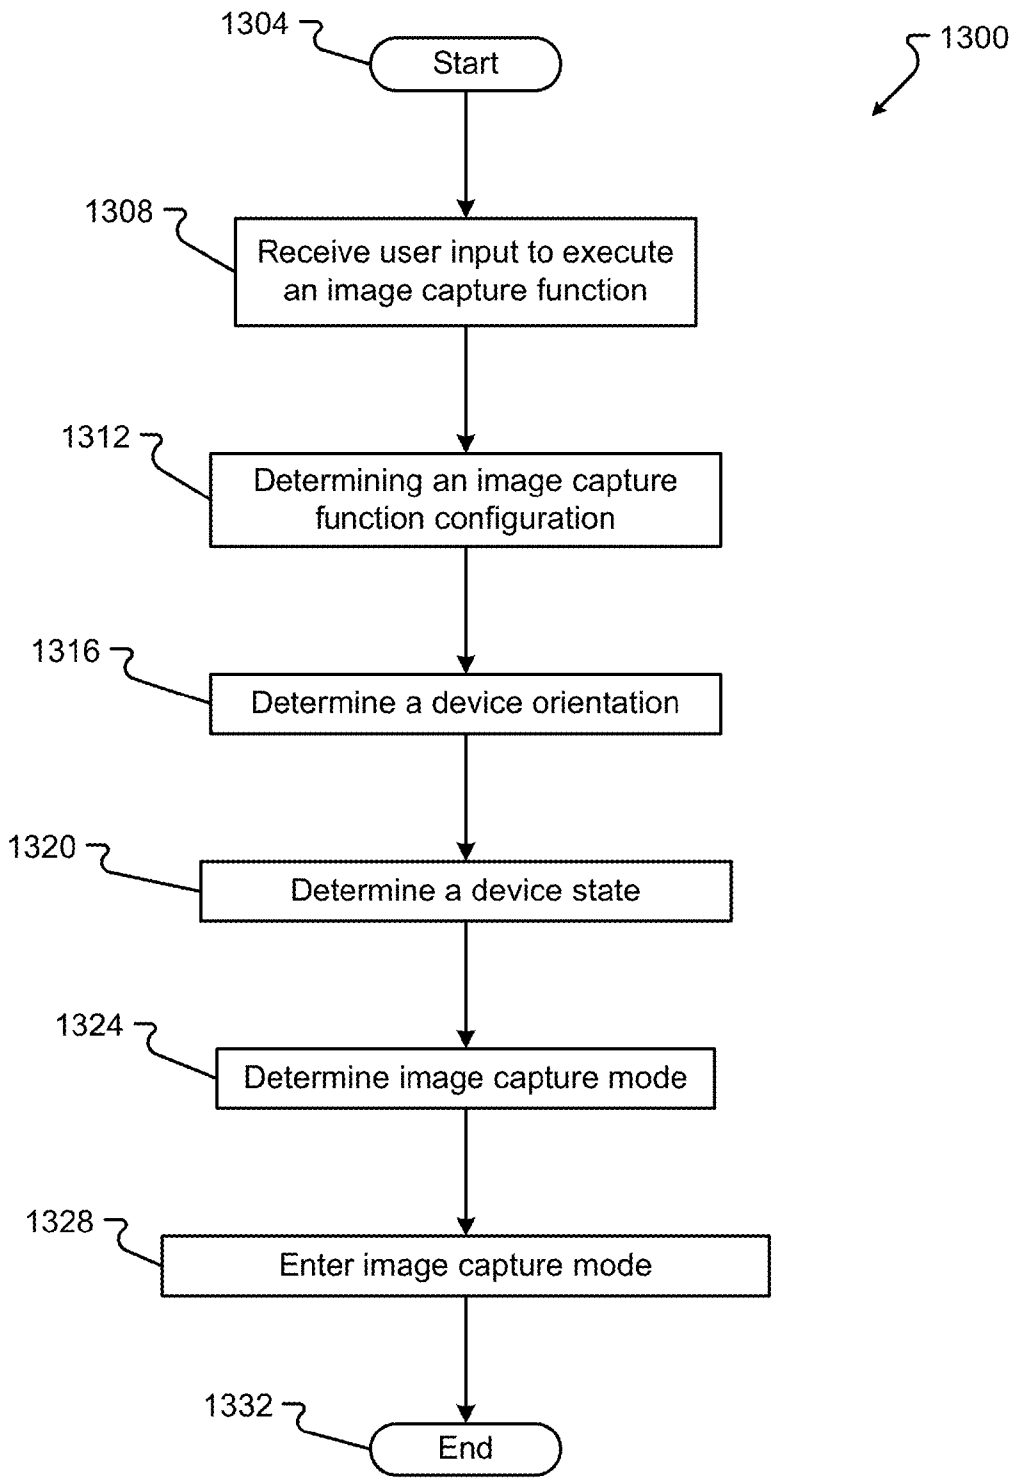 1304
Start
1300
1308
Receive user input to execute
an image capture function
1312
Determining an image capture
function configuration
1316
Determine a device orientation
1320
Determine a device state
1324
Determine image capture mode
1328
Enter image capture mode
1332
End